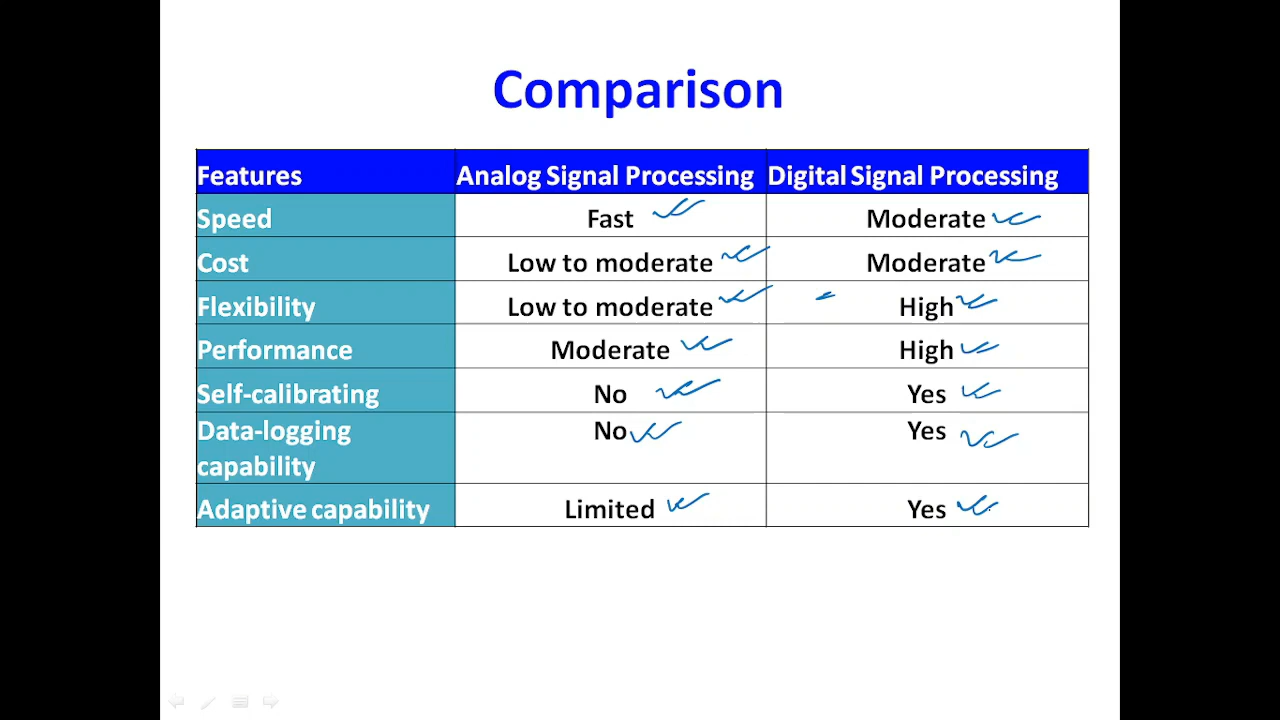 Comparison
Features Analog Signal Processing Digital Signal Processing
Speed Fast Moderate
Cost Low to moderate Moderate
Flexibility Low to moderate High
Performance Moderate High
Self-calibrating No Yes
Data-logging No Yes
capability
Adaptive capability Limited Yes